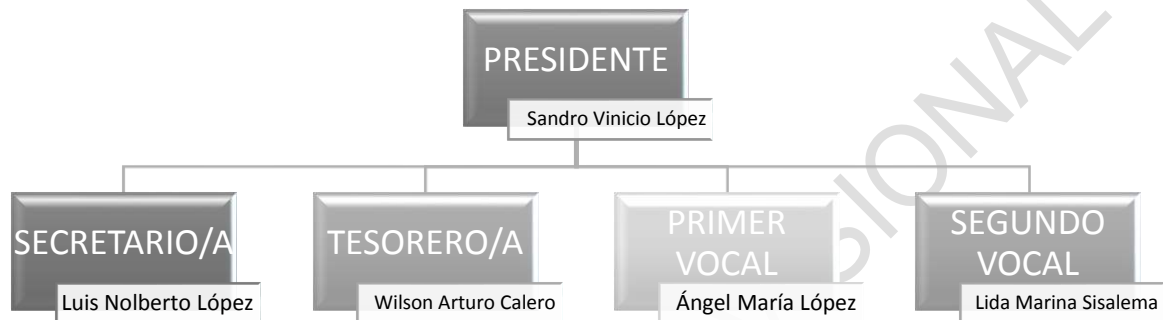 PRESIDENTE
Sandro Vinicio López
SECRETARIO/A
Luis Nolberto López
TESORERO/A
Wilson Arturo Calero
PRIMER
VOCAL
Ángel María López
SEGUNDO
VOCAL
Lida Marina Sisalema
SIONAL